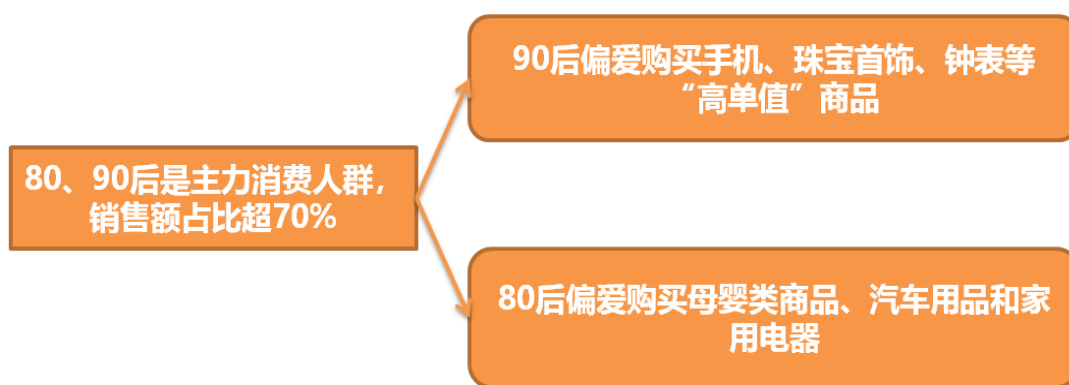 90后偏爱购买手机、珠宝首饰、钟表等
“高单值”商品
80、90后是主力消费人群，
销售额占比超70%
80后偏爱购买母婴类商品、汽车用品和家
用电器